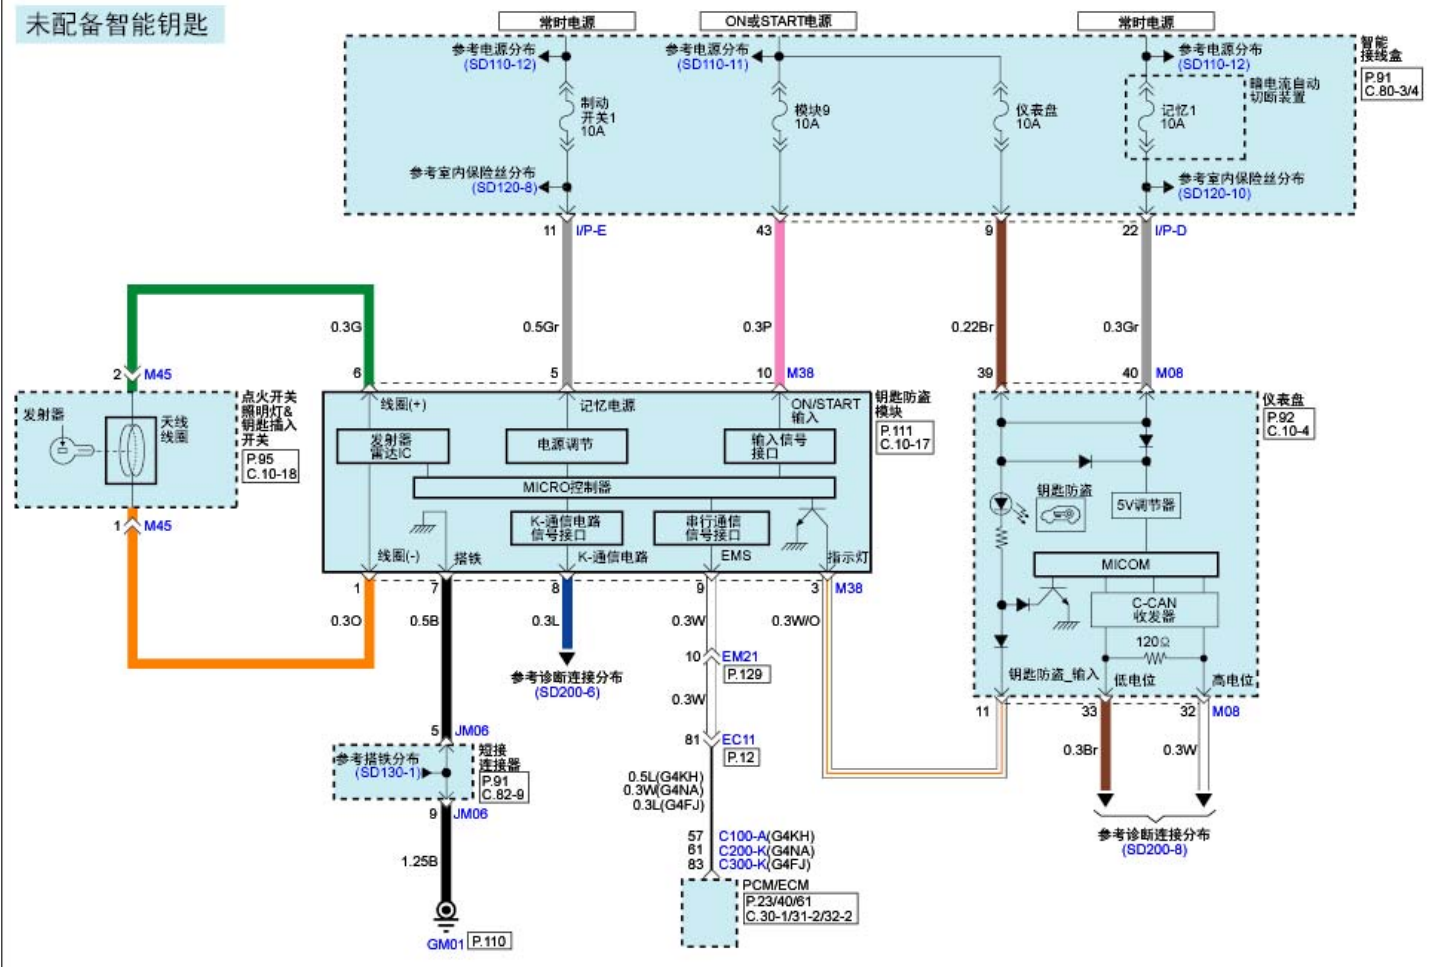 未配备智能钥匙
常时电源
ON或START电源
常时电源
参考电源分布
(SD110-12)
参考电源分布
(SD110-11)
参考电源分布
(SD110-12)
智能
接线盒
P.91
C.80-3/4
制动
开关1
10A
模块9
10A
仪表盘
10A
暗电流自动
切断装置
记忆1
10A
参考室内保险丝分布
(SD120-8)
参考室内保险丝分布
(SD120-10)
11
I/P-E
43
9
22
I/P-D
0.3G
0.5Gr
0.3P
0.22Br
0.3Gr
2
M45
6
5
10
M38
39
40
M08
点火开关
照明灯&
钥匙插入
开关
P.95
C.10-18
发射器
天线
线圈
线圈(+)
记忆电源
ON/START
输入
钥匙防盗
模块
P.111
C.10-17
仪表盘
P.92
C.10-4
发射器
雷达IC
电源调节
输入信号
接口
MICRO控制器
钥匙防盗
5V调节器
K-通信电路
信号接口
串行通信
信号接口
MICOM
C-CAN
收发器
120Ω
线圈(-)
搭铁
K-通信电路
EMS
指示灯
1
M45
1
7
8
9
3
M38
0.3O
0.5B
0.3L
0.3W
0.3W/O
钥匙防盗_输入
低电位
高电位
11
33
32
M08
参考诊断连接分布
(SD200-6)
10
EM21
P.129
0.3W
81
EC11
P.12
0.3Br
0.3W
5
JM06
参考搭铁分布
(SD130-1)
短接
连接器
P.91
C.82-9
9
JM06
0.5L(G4KH)
0.3W(G4NA)
0.3L(G4FJ)
57
C100-A(G4KH)
61
C200-K(G4NA)
83
C300-K(G4FJ)
参考诊断连接分布
(SD200-8)
1.25B
PCM/ECM
P.23/40/61
C.30-1/31-2/32-2
GM01
P.110